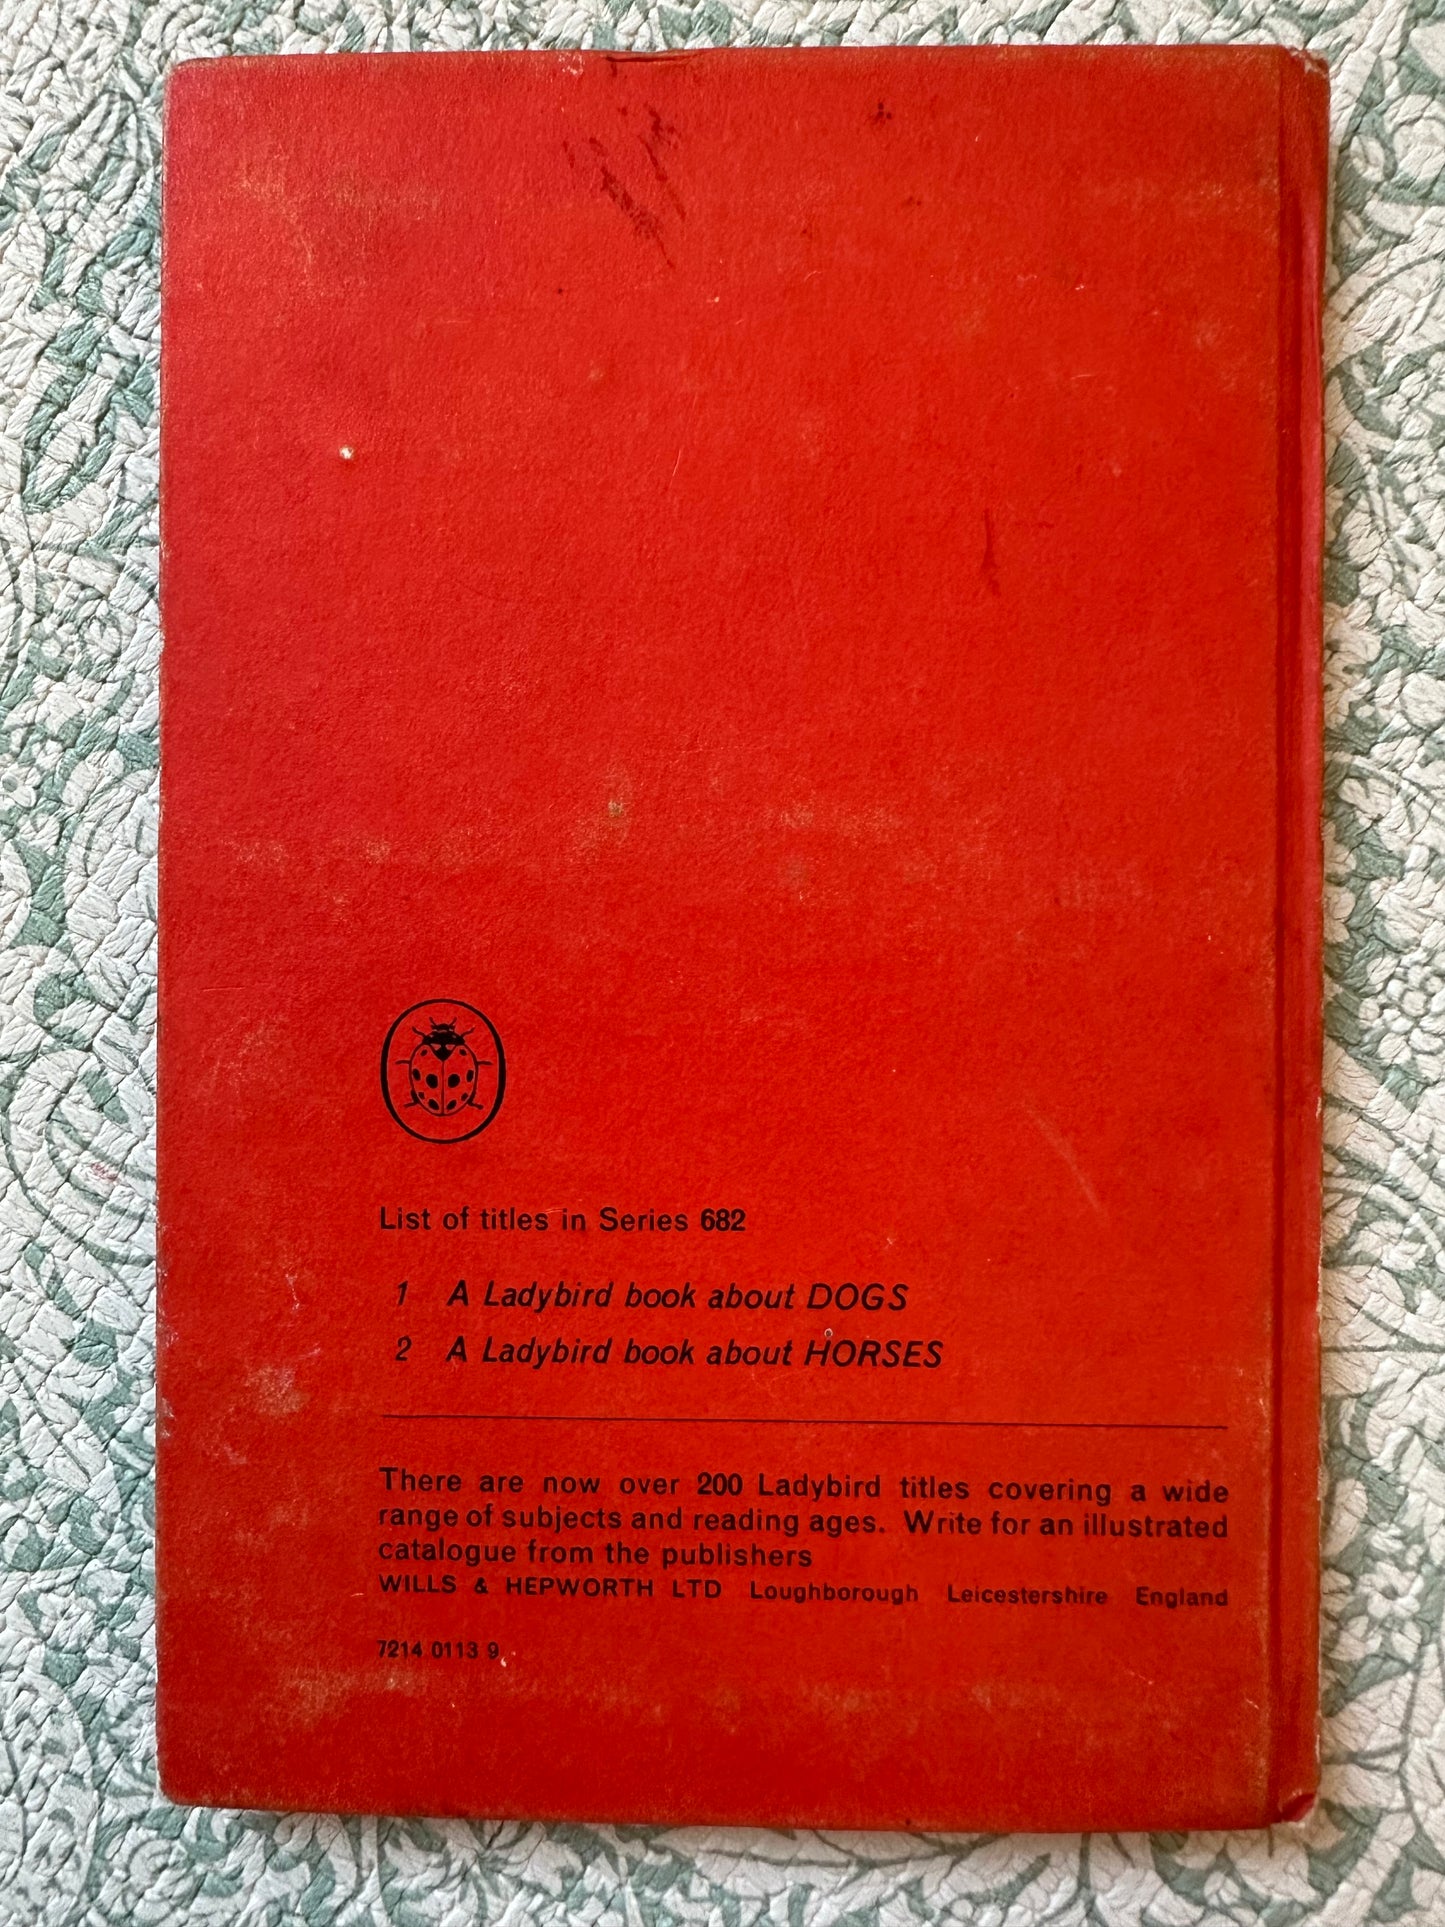 List of titles in Series 682
1 A Ladybird book about DOGS
2 A Ladybird book about HORSES
There are now over 200 Ladybird titles covering a wide
range of subjects and reading ages. Write for an illustrated
catalogue from the publishers
WILLS & HEPWORTH LTD Loughborough Leicestershire England
7214 0113 9